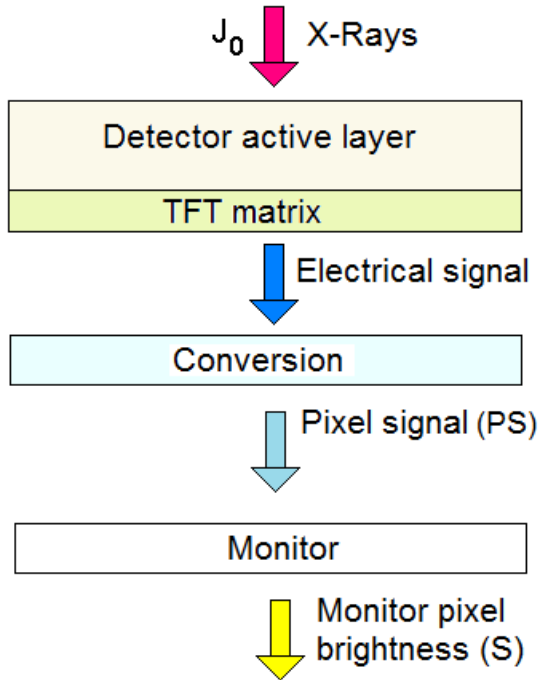 J0 X-Rays
Detector active layer
TFT matrix
Electrical signal
Conversion
Pixel signal (PS)
Monitor
Monitor pixel
brightness (S)